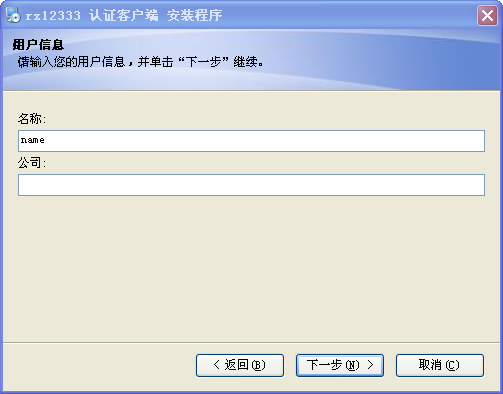 rz12333 认证客户端 安装程序
用户信息
请输入您的用户信息，并单击“下一步”继续。
名称:
name
公司:
< 返回(B)
下一步(N) >
取消(C)